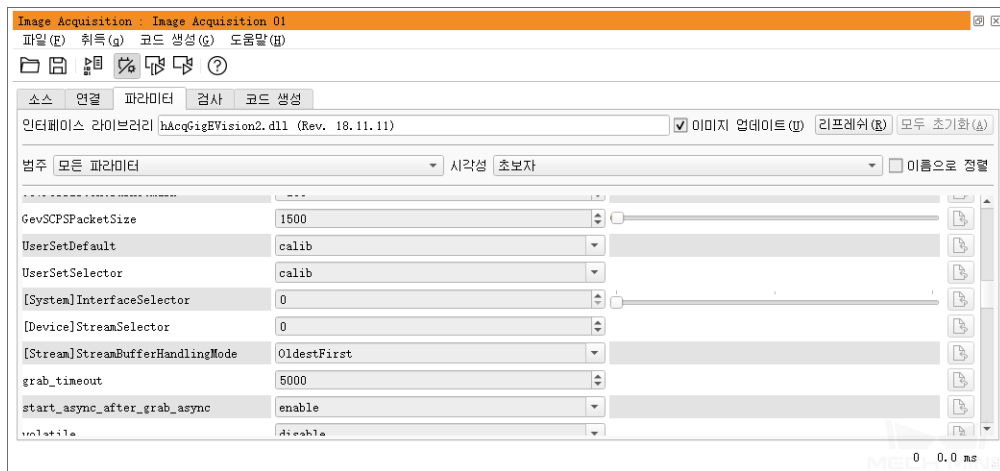 Image Acquisition : Image Acquisition 01
파일(F) 취득(g) 코드 생성(G) 도움말(H)
소스 연결 파라미터 검사 코드 생성
인터페이스 라이브러리 hAcqGigEVision2.dll (Rev. 18.11.11) 이미지 업데이트(U) 리프레쉬(R) 모두 초기화(A)
범주 모든 파라미터 시각성 초보자 이름으로 정렬
GevSCPSPacketSize 1500
UserSetDefault calib
UserSetSelector calib
[System]InterfaceSelector 0
[Device]StreamSelector 0
[Stream]StreamBufferHandlingMode OldestFirst
grab_timeout 5000
start_async_after_grab_async enable
volatile disable
0 0.0 ms
MECH MIND